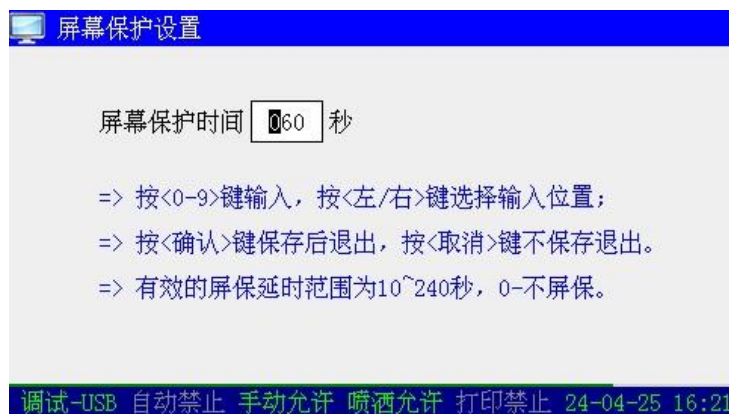 屏幕保护设置
屏幕保护时间 060 秒
=> 按<0-9>键输入，按<左/右>键选择输入位置；
=> 按<确认>键保存后退出，按<取消>键不保存退出。
=> 有效的屏保延时范围为10~240秒，0-不屏保。
调试-USB 自动禁止 手动允许 喷洒允许 打印禁止 24-04-25 16:21